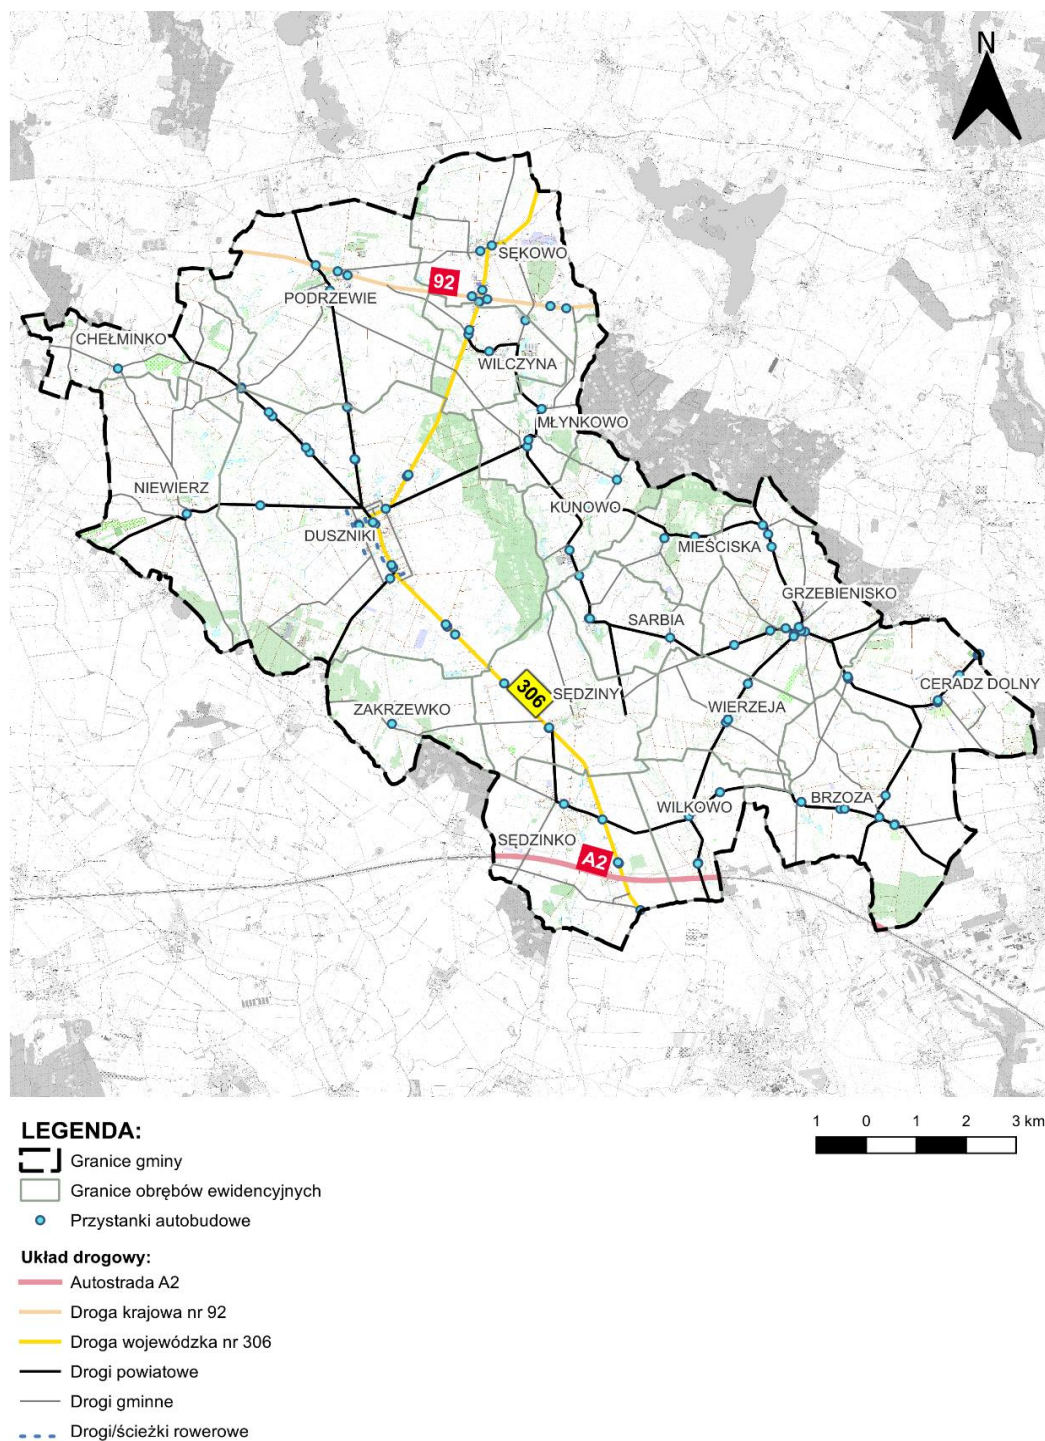 N
SĘKOWO
92
PODRZEWIE
CHEŁMINKO
WILCZYNA
MŁYNKOWO
NIEWIERZ
KUNOWO
DUSZNIKI
MIEŚCISKA
GRZEBIENISKO
SARBIA
CERADZ DOLNY
306
SĘDZINY
ZAKRZEWKO
WIERZEJA
BRZOZA
WILKOWO
SĘDZINKO
A2
LEGENDA:
1 0 1 2 3 km
Granice gminy
Granice obrębów ewidencyjnych
Przystanki autobudowe
Układ drogowy:
Autostrada A2
Droga krajowa nr 92
Droga wojewódzka nr 306
Drogi powiatowe
Drogi gminne
Drogi/ścieżki rowerowe